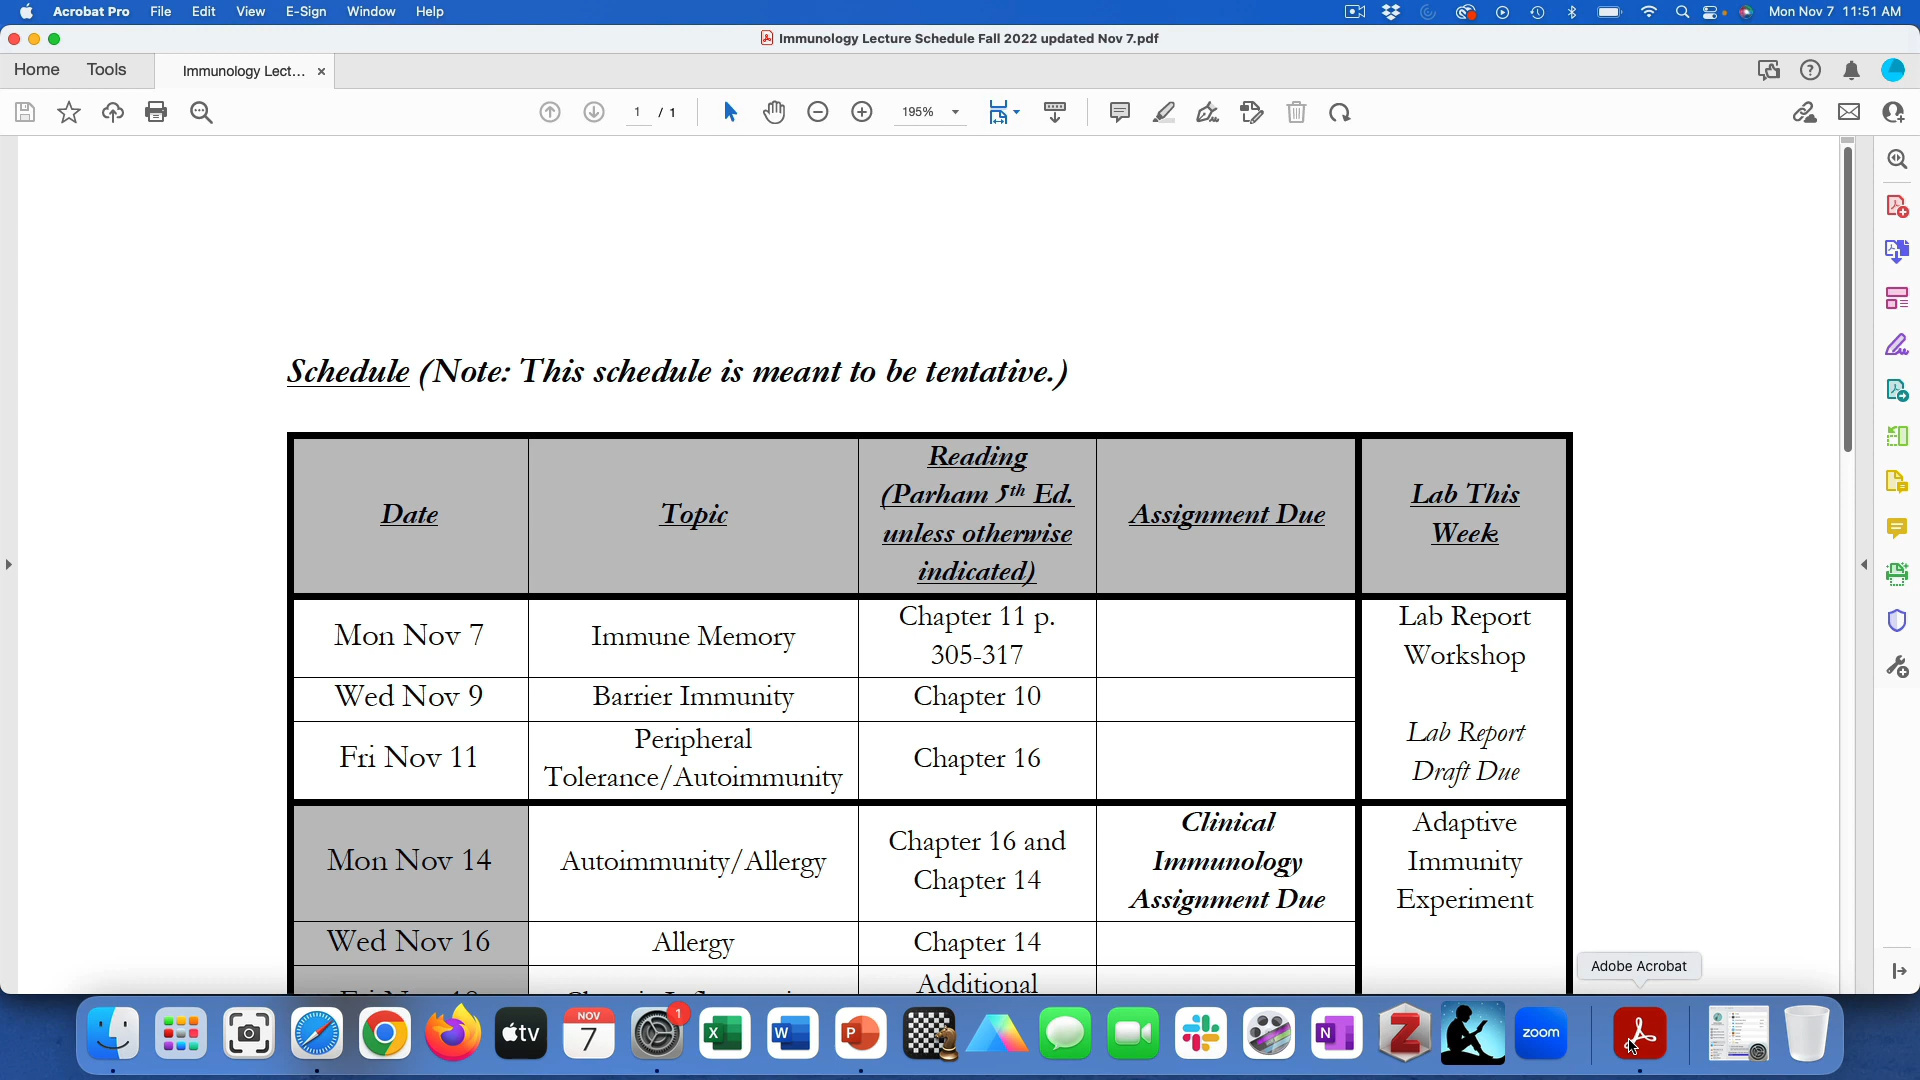 Acrobat Pro File Edit View E-Sign Window Help Mon Nov 7 11:51 AM
Immunology Lecture Schedule Fall 2022 updated Nov 7.pdf
Home Tools Immunology Lect... ×
1 / 1 195%
Schedule (Note: This schedule is meant to be tentative.)
Date
Topic
Reading
(Parham 5th Ed.
unless otherwise
indicated)
Assignment Due
Lab This
Week
Mon Nov 7
Immune Memory
Chapter 11 p.
305-317
Lab Report
Workshop
Wed Nov 9
Barrier Immunity
Chapter 10
Fri Nov 11
Peripheral
Tolerance/Autoimmunity
Chapter 16
Lab Report
Draft Due
Mon Nov 14
Autoimmunity/Allergy
Chapter 16 and
Chapter 14
Clinical
Immunology
Assignment Due
Adaptive
Immunity
Experiment
Wed Nov 16
Allergy
Chapter 14
Additional
Adobe Acrobat
tv
NOV
7
1
X
W
P
N
Z
zoom